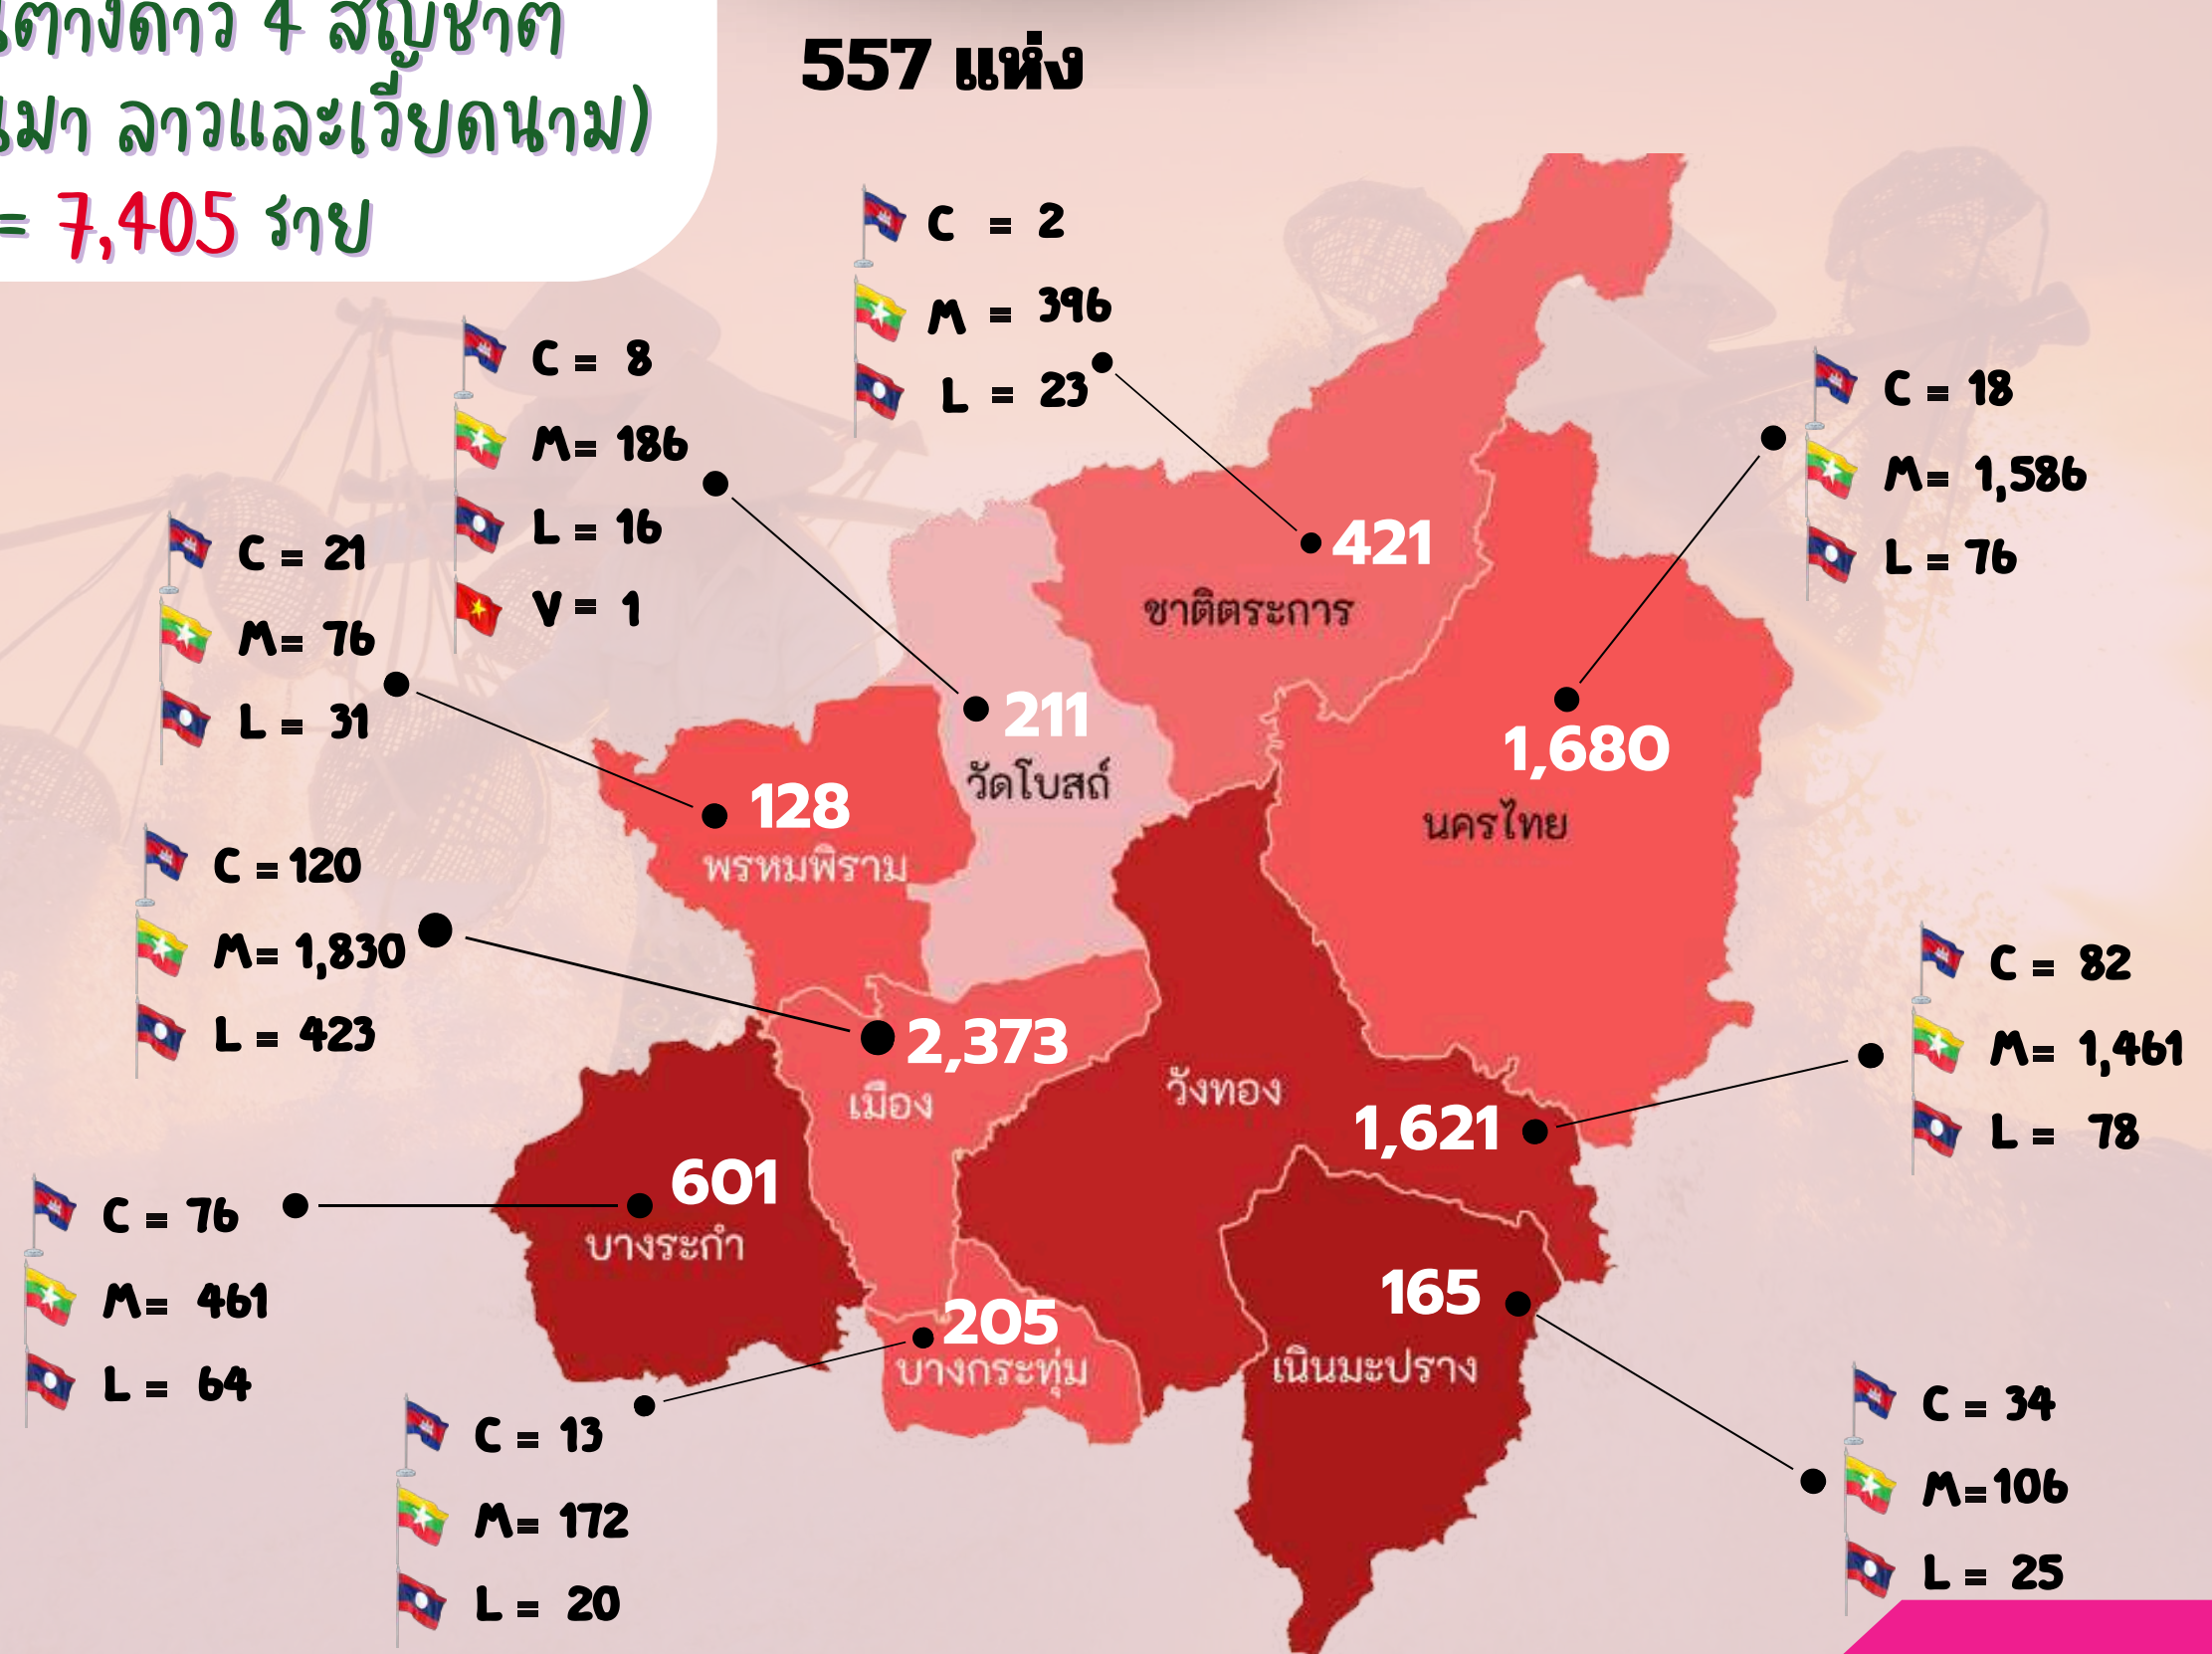 ตางดาว 4 สัญชาติ
นมา ลาวและเวียดนาม)
= 7,405 ราย
557 แห่ง
C = 2
M = 396
L = 23
C = 8
M= 186
L = 16
V = 1
C = 18
M= 1,586
L = 76
C = 21
M= 76
L = 31
421
ชาติตระการ
211
วัดโบสถ์
1,680
นครไทย
128
พรหมพิราม
C = 120
M= 1,830
L = 423
2,373
เมือง
วังทอง
1,621
C = 82
M= 1,461
L = 78
C = 76
M= 461
L = 64
601
บางระกำ
205
บางกระทุ่ม
165
เนินมะปราง
C = 13
M= 172
L = 20
C = 34
M=106
L = 25